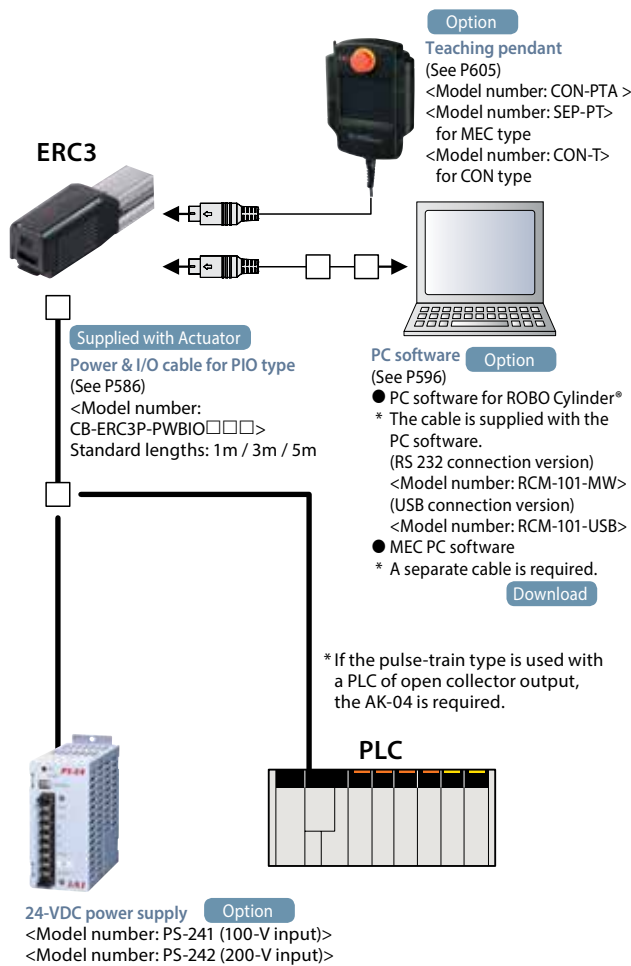 Option
Teaching pendant
(See P605)
<Model number: CON-PTA >
<Model number: SEP-PT>
for MEC type
<Model number: CON-T>
for CON type
ERC3
Supplied with Actuator
Power & I/O cable for PIO type
(See P586)
<Model number:
CB-ERC3P-PWBIO□□□>
Standard lengths: 1m / 3m / 5m
PC software Option
(See P596)
● PC software for ROBO Cylinder®
* The cable is supplied with the
PC software.
(RS 232 connection version)
<Model number: RCM-101-MW>
(USB connection version)
<Model number: RCM-101-USB>
● MEC PC software
* A separate cable is required.
Download
* If the pulse-train type is used with
a PLC of open collector output,
the AK-04 is required.
PLC
PS-24
24-VDC power supply Option
<Model number: PS-241 (100-V input)>
<Model number: PS-242 (200-V input)>